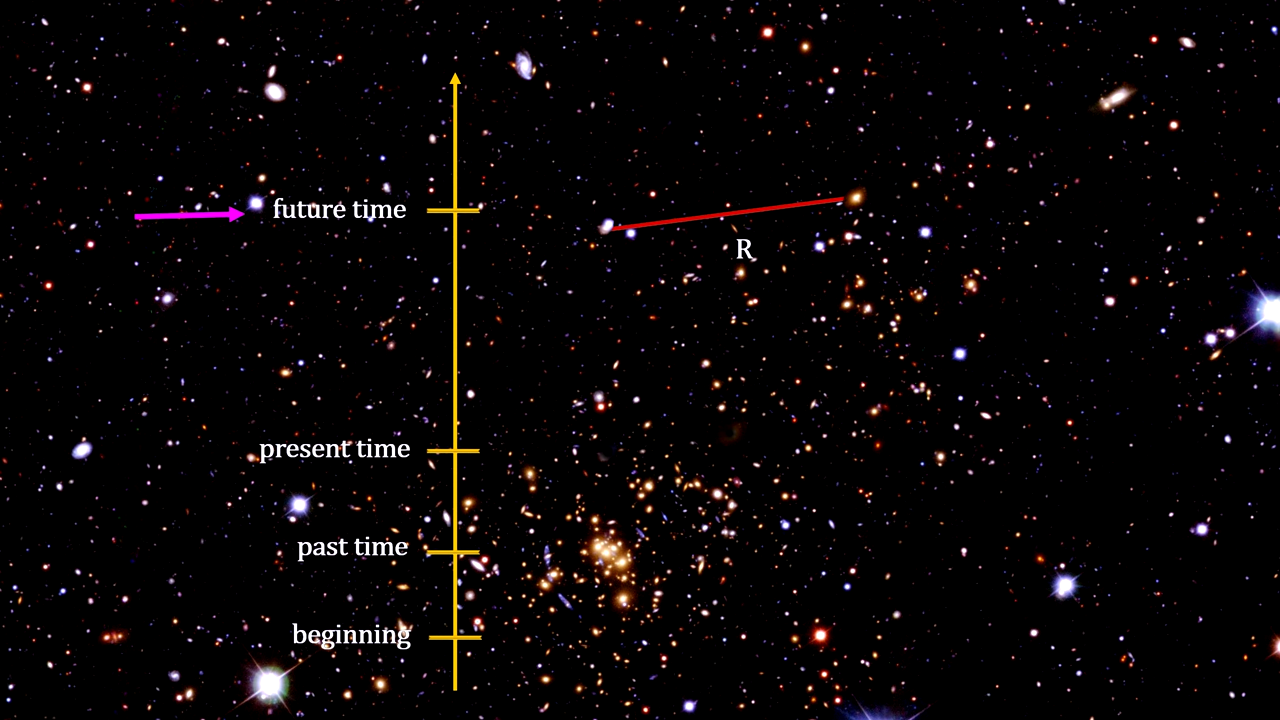 future time
R
present time
past time
beginning